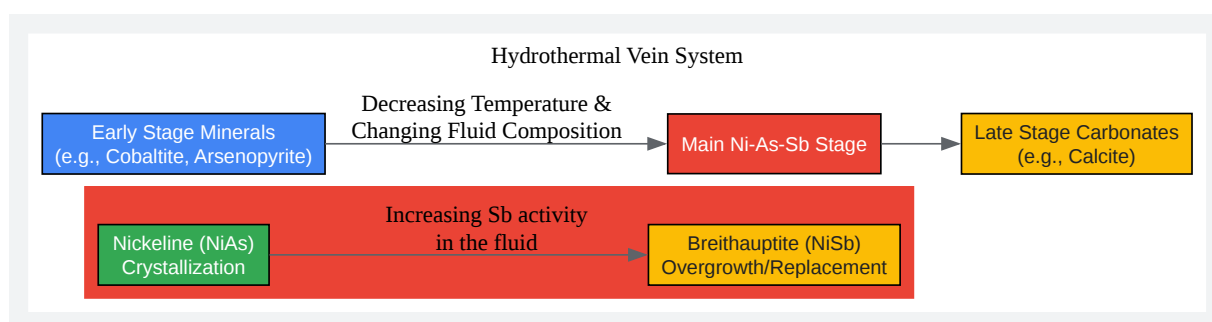 Hydrothermal Vein System
Early Stage Minerals
(e.g., Cobaltite, Arsenopyrite)
Decreasing Temperature &
Changing Fluid Composition
Main Ni-As-Sb Stage
Late Stage Carbonates
(e.g., Calcite)
Nickeline (NiAs)
Crystallization
Increasing Sb activity
in the fluid
Breithauptite (NiSb)
Overgrowth/Replacement